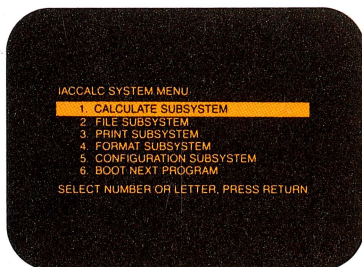 IACCALC SYSTEM MENU
1. CALCULATE SUBSYSTEM
2. FILE SUBSYSTEM
3. PRINT SUBSYSTEM
4. FORMAT SUBSYSTEM
5. CONFIGURATION SUBSYSTEM
6. BOOT NEXT PROGRAM
SELECT NUMBER OR LETTER, PRESS RETURN